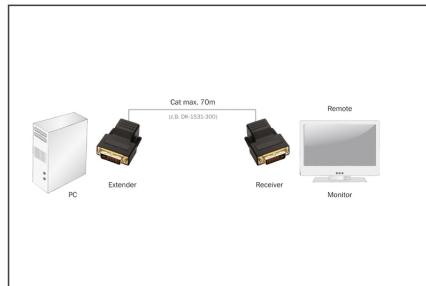 Cat max. 70m
(z.B. DK-1531-300)
Remote
Extender
Receiver
PC
Monitor